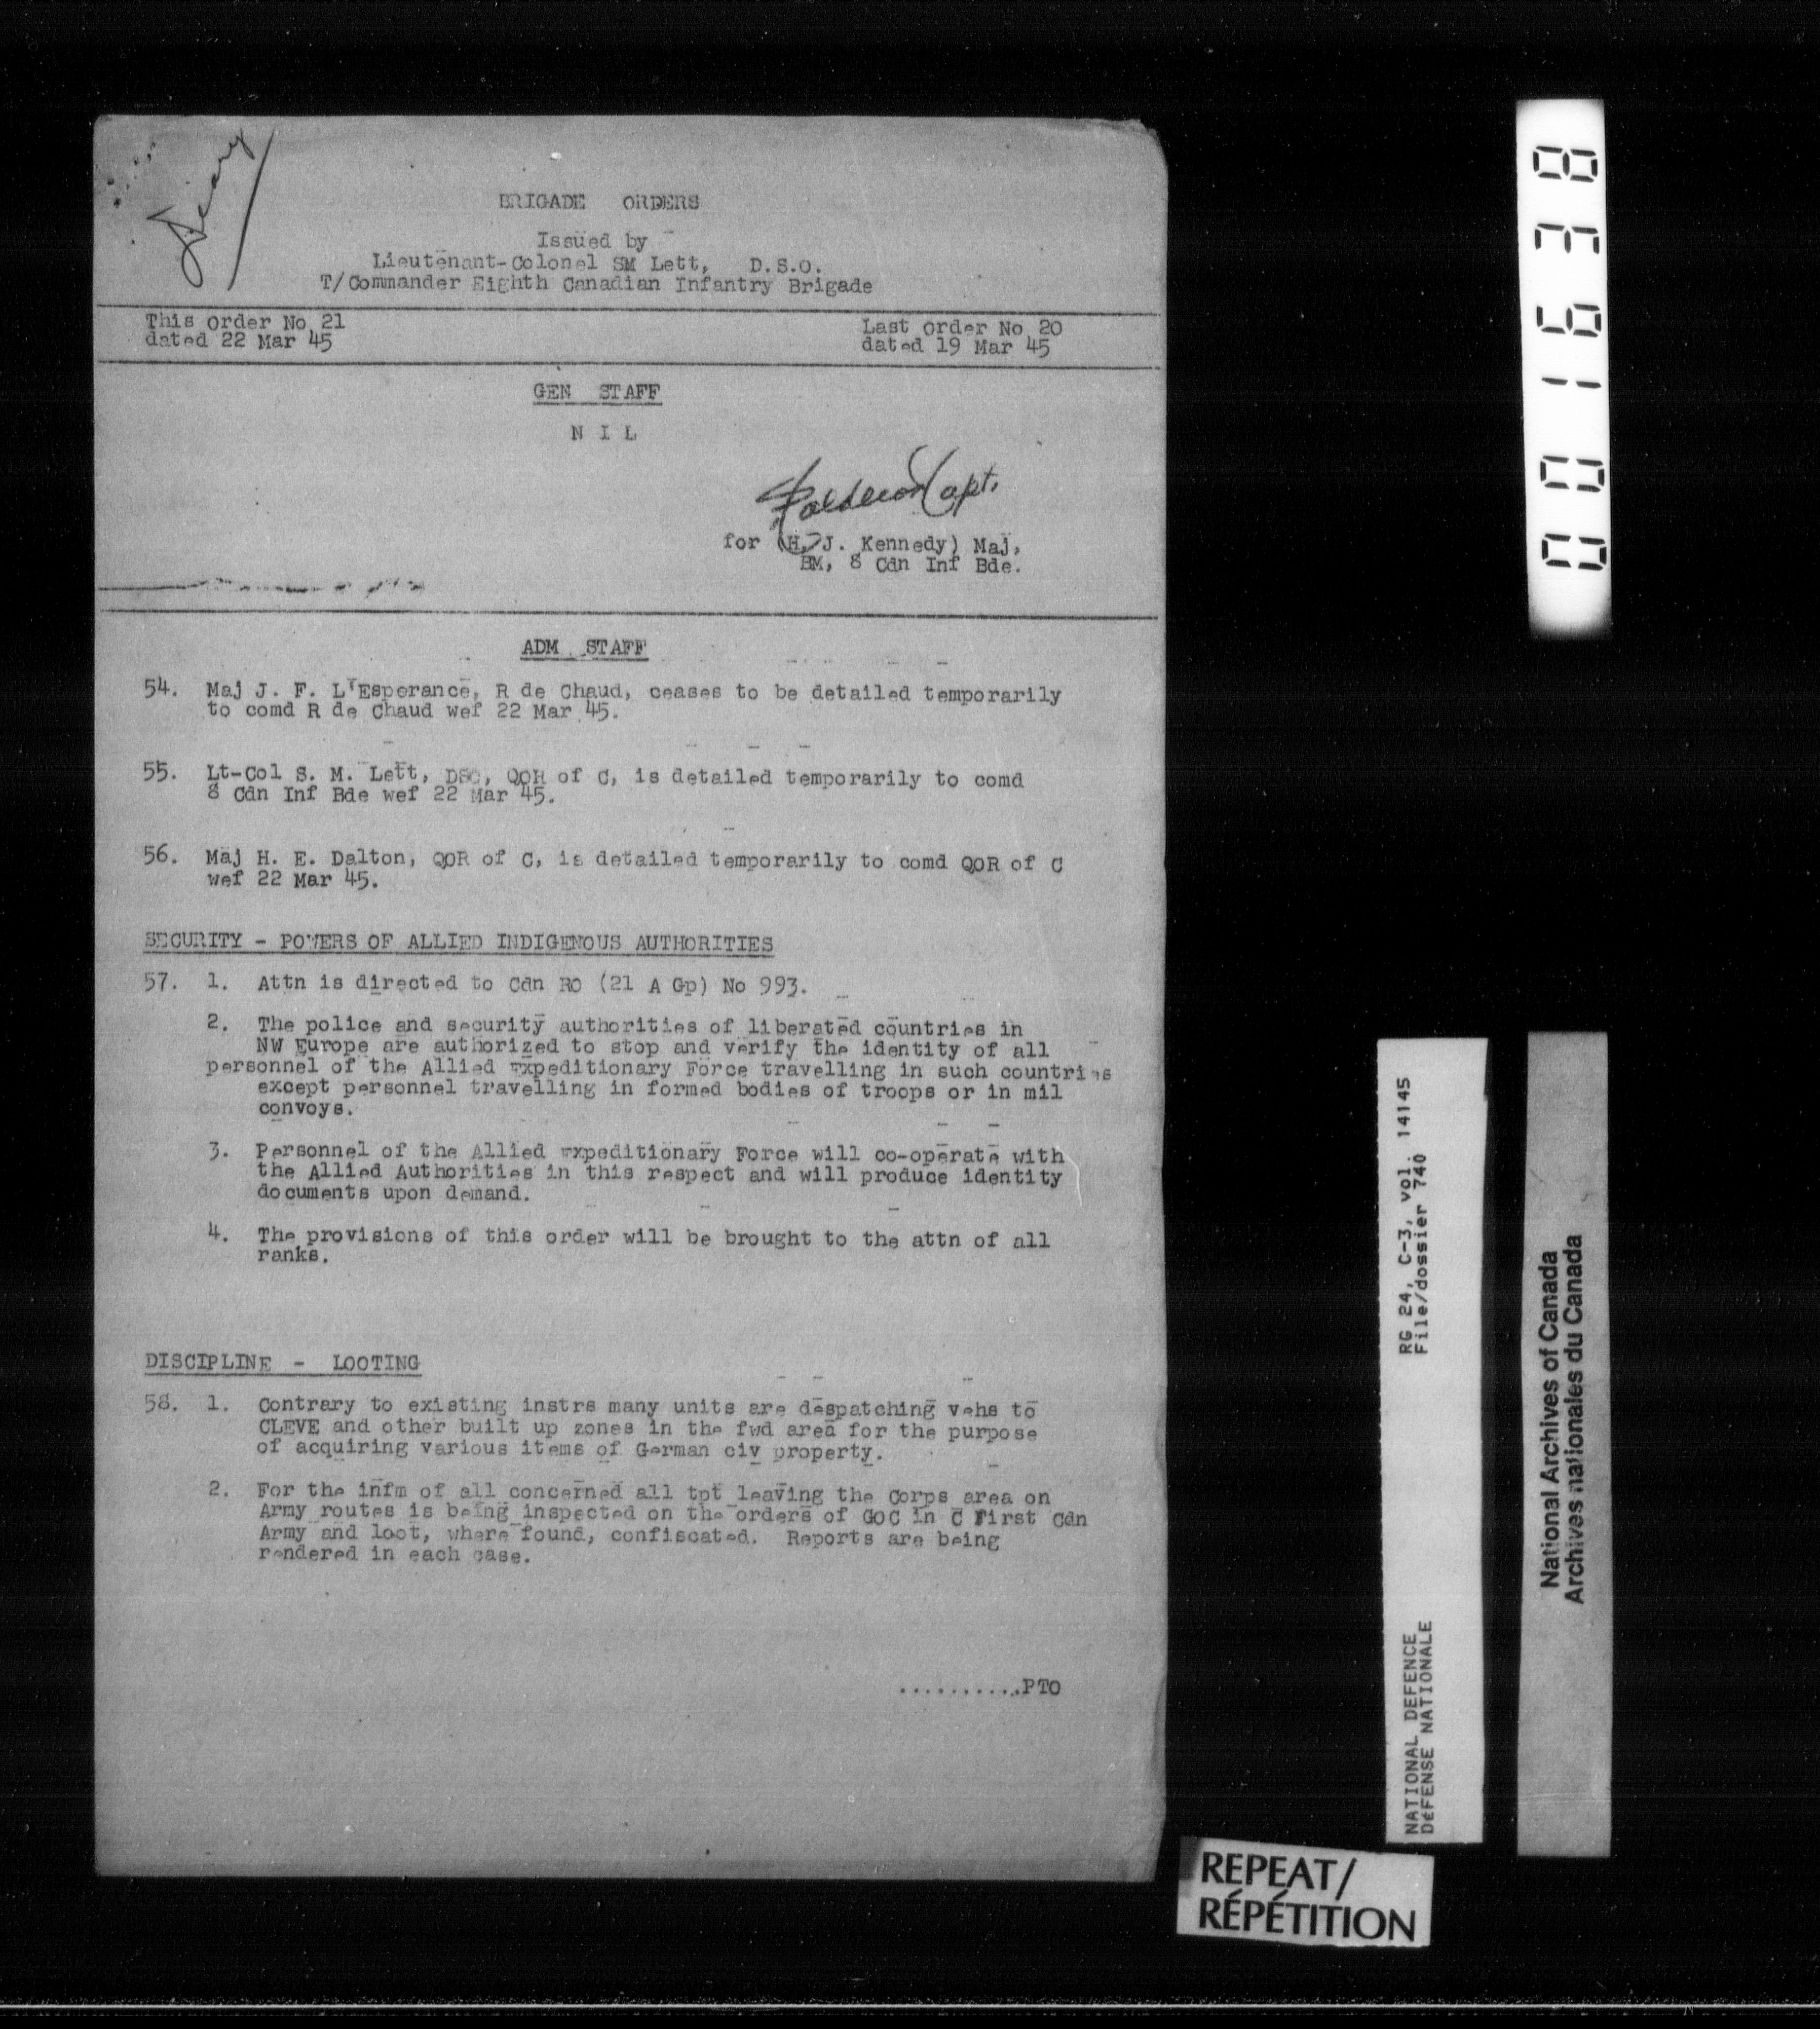 Diary
BRIGADE ORDERS
Issued by
Lieutenant-Colonel SM Lett, D.S.O.
T/Commander Eighth Canadian Infantry Brigade
This Order No 21
dated 22 Mar 45
Last Order No 20
dated 19 Mar 45
GEN STAFF
N I L
Capt.
for (H. J. Kennedy) Maj,
BM, 8 Cdn Inf Bde.
ADM STAFF
54. Maj J. F. L'Esperance, R de Chaud, ceases to be detailed temporarily
to comd R de Chaud wef 22 Mar 45.
55. Lt-Col S. M. Lett, DSO, QOR of C, is detailed temporarily to comd
8 Cdn Inf Bde wef 22 Mar 45.
56. Maj H. E. Dalton, QOR of C, is detailed temporarily to comd QOR of C
wef 22 Mar 45.
SECURITY - POWERS OF ALLIED INDIGENOUS AUTHORITIES
57. 1. Attn is directed to Cdn RO (21 A Gp) No 993.
2. The police and security authorities of liberated countries in
NW Europe are authorized to stop and verify the identity of all
personnel of the Allied Expeditionary Force travelling in such countries
except personnel travelling in formed bodies of troops or in mil
convoys.
3. Personnel of the Allied Expeditionary Force will co-operate with
the Allied Authorities in this respect and will produce identity
documents upon demand.
4. The provisions of this order will be brought to the attn of all
ranks.
DISCIPLINE - LOOTING
58. 1. Contrary to existing instrs many units are despatching vehs to
CLEVE and other built up zones in the fwd area for the purpose
of acquiring various items of German civ property.
2. For the infm of all concerned all tpt leaving the Corps area on
Army routes is being inspected on the orders of GOC in C First Cdn
Army and loot, where found, confiscated. Reports are being
rendered in each case.
..........PTO
001638
RG 24, C-3, vol. 14145
File/dossier 740
NATIONAL DEFENCE
DéFENSE NATIONALE
National Archives of Canada
Archives nationales du Canada
REPEAT/
RÉPÉTITION